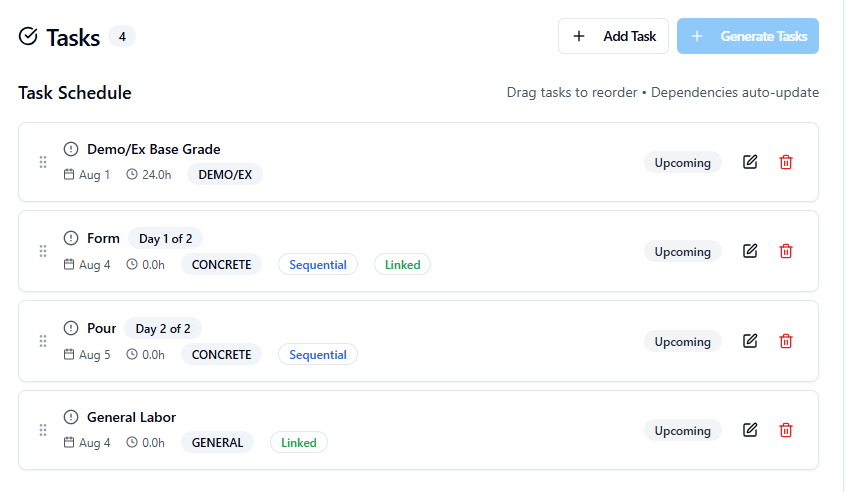 Tasks 4 Add Task Generate Tasks
Task Schedule Drag tasks to reorder • Dependencies auto-update
Demo/Ex Base Grade
Aug 1 24.0h DEMO/EX Upcoming
Form Day 1 of 2
Aug 4 0.0h CONCRETE Sequential Linked Upcoming
Pour Day 2 of 2
Aug 5 0.0h CONCRETE Sequential Upcoming
General Labor
Aug 4 0.0h GENERAL Linked Upcoming